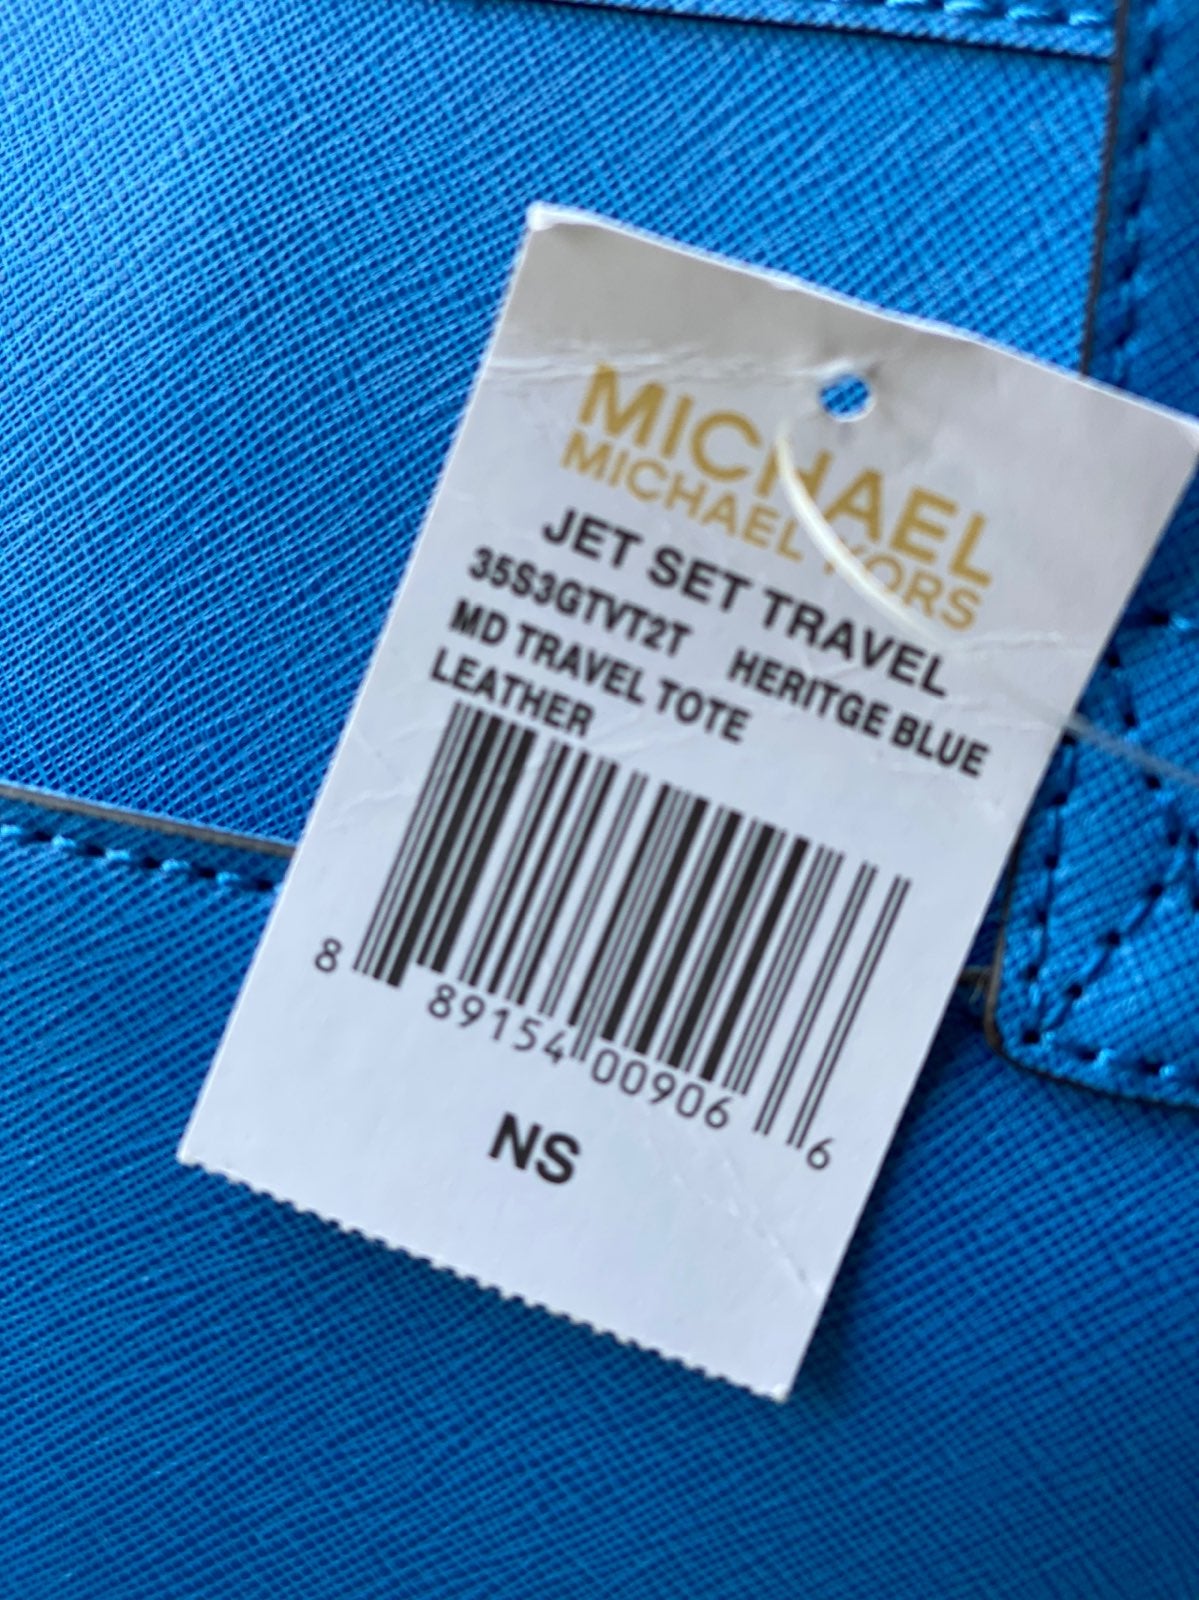 MICHAEL
MICHAEL KORS
JET SET TRAVEL
35S3GTVT2T HERITGE BLUE
MD TRAVEL TOTE
LEATHER
8 89154 00906 6
NS